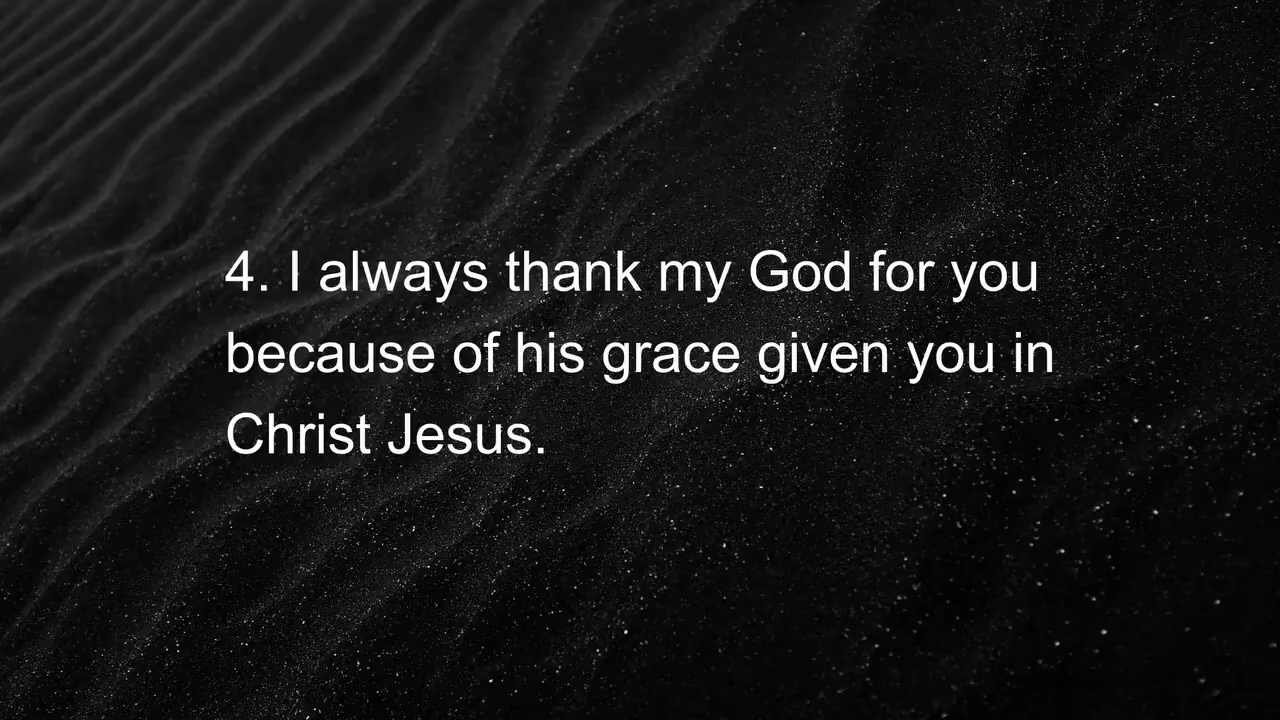 4. I always thank my God for you
because of his grace given you in
Christ Jesus.